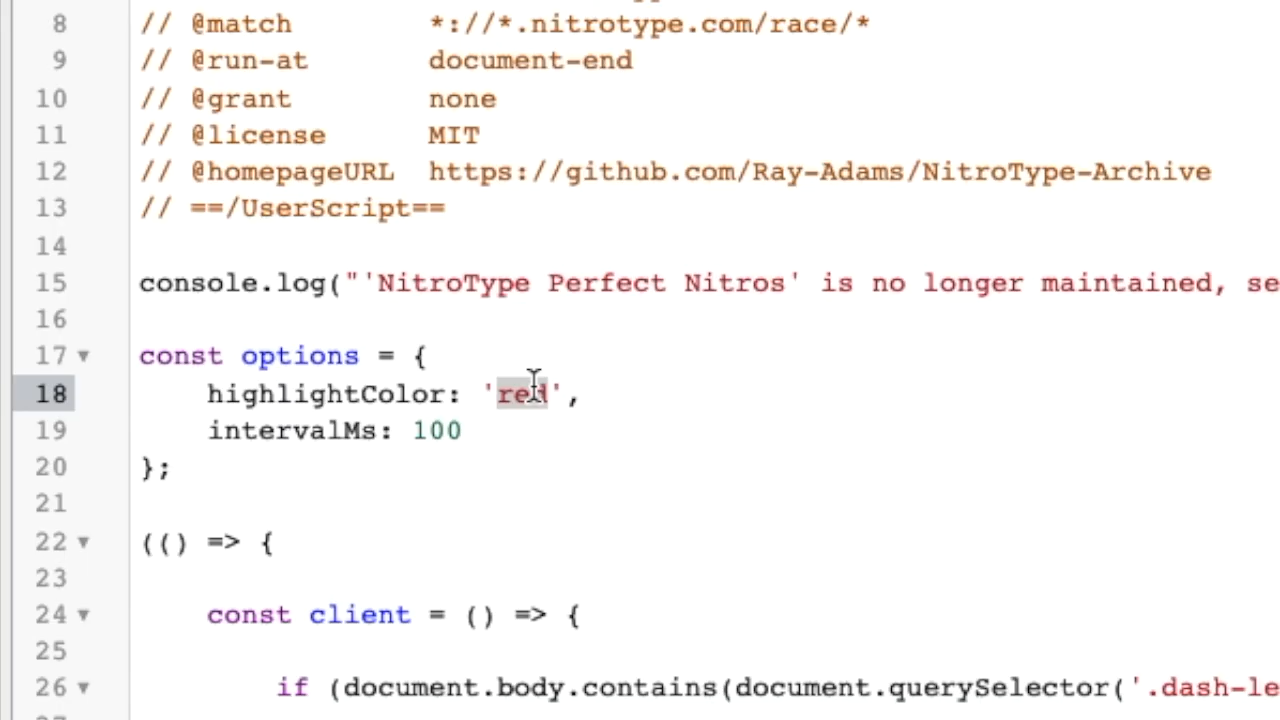 8 // @match *://*.nitrotype.com/race/*
9 // @run-at document-end
10 // @grant none
11 // @license MIT
12 // @homepageURL https://github.com/Ray-Adams/NitroType-Archive
13 // ==/UserScript==
14
15 console.log("'NitroType Perfect Nitros' is no longer maintained, se
16
17 const options = {
18 highlightColor: 'red',
19 intervalMs: 100
20 };
21
22 (() => {
23
24 const client = () => {
25
26 if (document.body.contains(document.querySelector('.dash-le